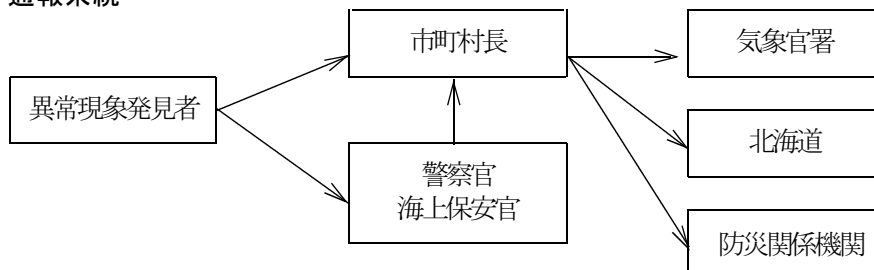 通報系統
市町村長
気象官署
異常現象発見者
北海道
警察官
海上保安官
防災関係機関